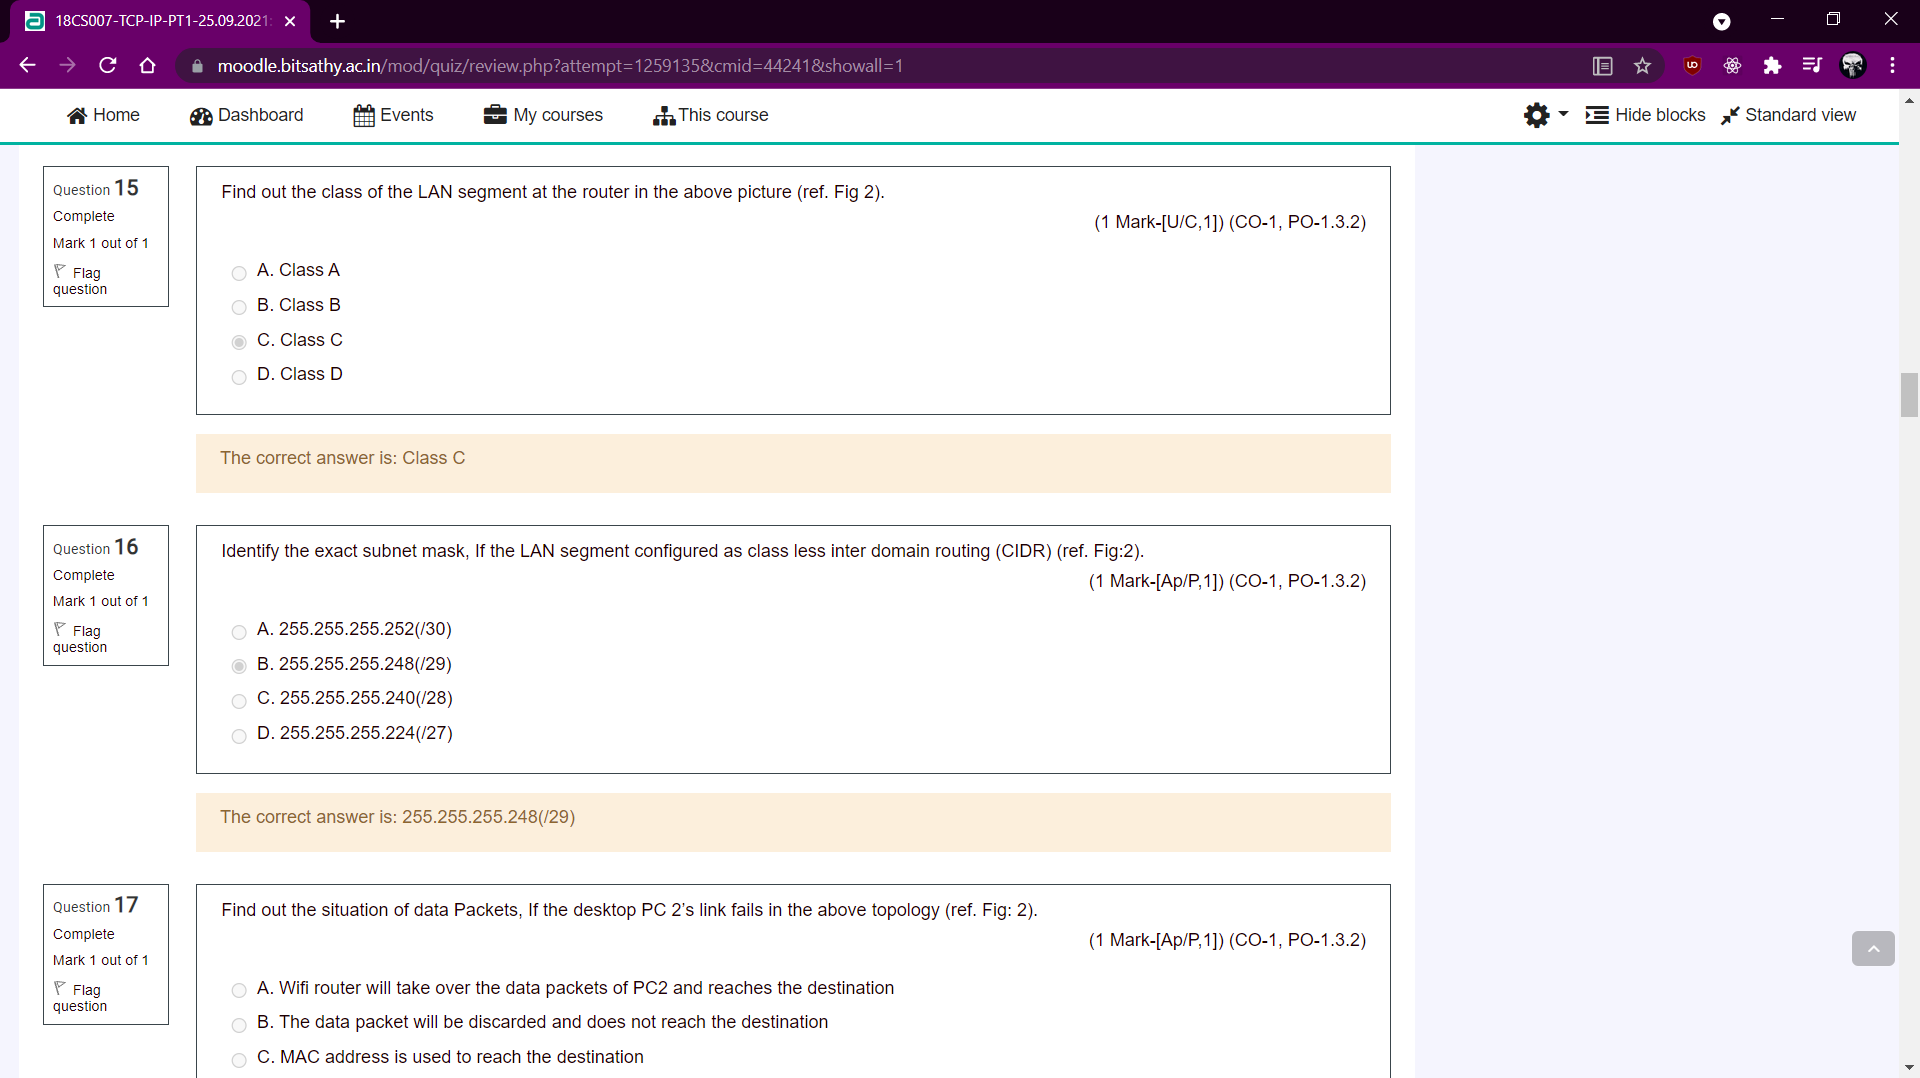 18CS007-TCP-IP-PT1-25.09.2021:
moodle.bitsathy.ac.in/mod/quiz/review.php?attempt=1259135&cmid=44241&showall=1
Home Dashboard Events My courses This course Hide blocks Standard view
Question 15
Complete
Mark 1 out of 1
Flag
question
Find out the class of the LAN segment at the router in the above picture (ref. Fig 2).
(1 Mark-[U/C,1]) (CO-1, PO-1.3.2)
A. Class A
B. Class B
C. Class C
D. Class D
The correct answer is: Class C
Question 16
Complete
Mark 1 out of 1
Flag
question
Identify the exact subnet mask, If the LAN segment configured as class less inter domain routing (CIDR) (ref. Fig:2).
(1 Mark-[Ap/P,1]) (CO-1, PO-1.3.2)
A. 255.255.255.252(/30)
B. 255.255.255.248(/29)
C. 255.255.255.240(/28)
D. 255.255.255.224(/27)
The correct answer is: 255.255.255.248(/29)
Question 17
Complete
Mark 1 out of 1
Flag
question
Find out the situation of data Packets, If the desktop PC 2’s link fails in the above topology (ref. Fig: 2).
(1 Mark-[Ap/P,1]) (CO-1, PO-1.3.2)
A. Wifi router will take over the data packets of PC2 and reaches the destination
B. The data packet will be discarded and does not reach the destination
C. MAC address is used to reach the destination